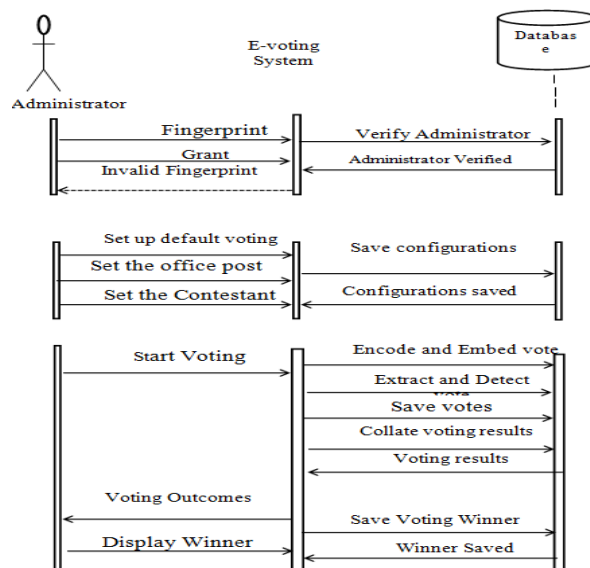 E-voting
System
Databas
e
Administrator
Fingerprint
Verify Administrator
Grant
Administrator Verified
Invalid Fingerprint
Set up default voting
Save configurations
Set the office post
Set the Contestant
Configurations saved
Encode and Embed vote
Start Voting
Extract and Detect
Save votes
Collate voting results
Voting results
Voting Outcomes
Save Voting Winner
Display Winner
Winner Saved